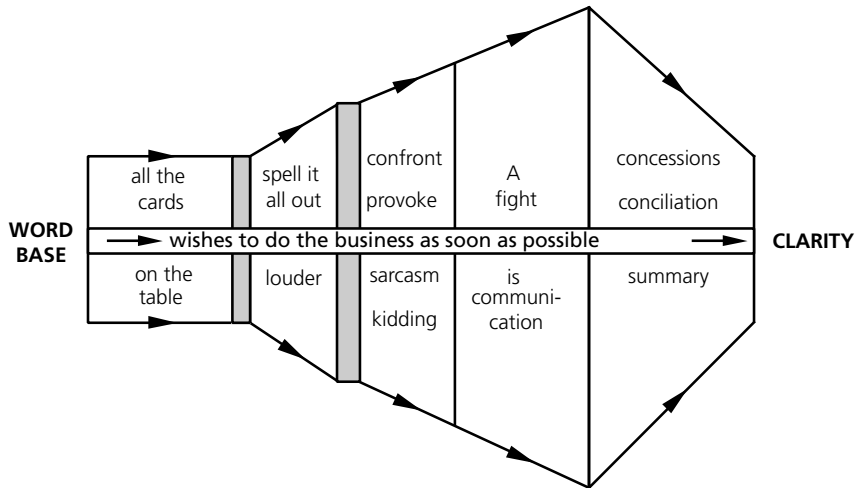 all the
cards
spell it
all out
confront
provoke
A
fight
concessions
conciliation
WORD
BASE
wishes to do the business as soon as possible
CLARITY
on the
table
louder
sarcasm
kidding
is
communi-
cation
summary